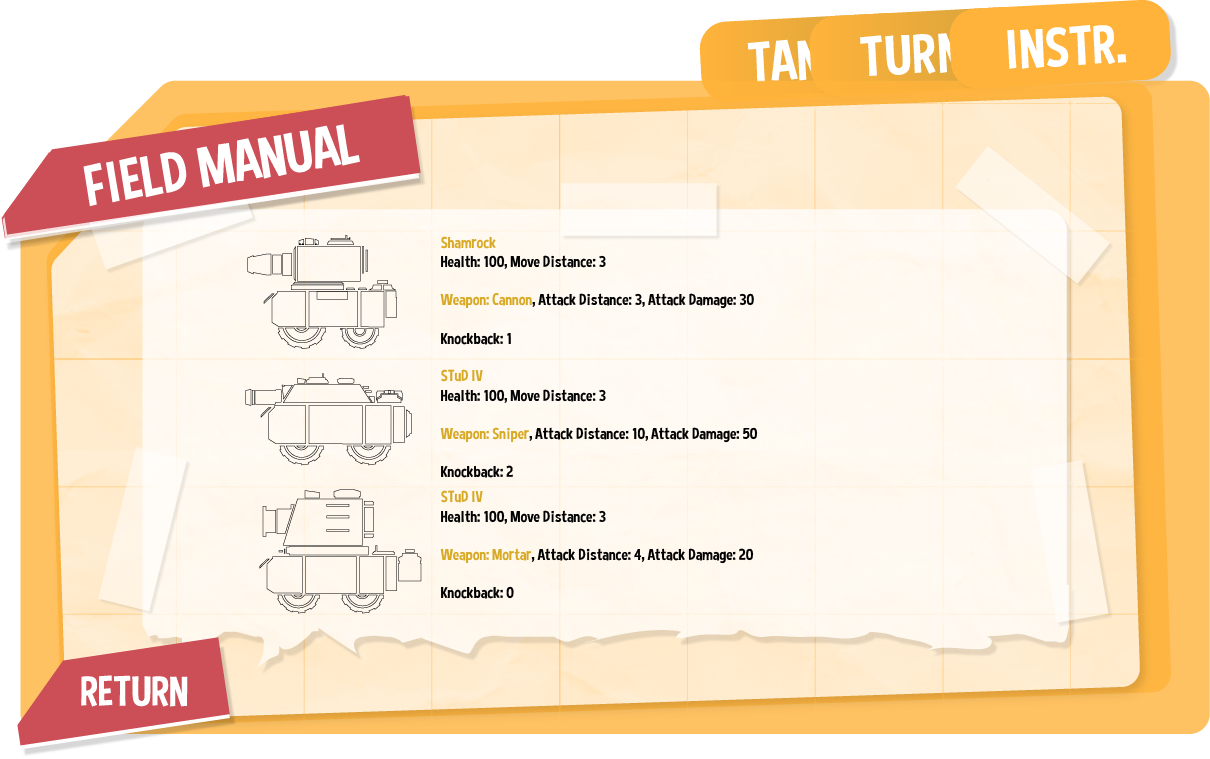 TAN TURN INSTR.
FIELD MANUAL
Shamrock
Health: 100, Move Distance: 3
Weapon: Cannon, Attack Distance: 3, Attack Damage: 30
Knockback: 1
STuD IV
Health: 100, Move Distance: 3
Weapon: Sniper, Attack Distance: 10, Attack Damage: 50
Knockback: 2
STuD IV
Health: 100, Move Distance: 3
Weapon: Mortar, Attack Distance: 4, Attack Damage: 20
Knockback: 0
RETURN